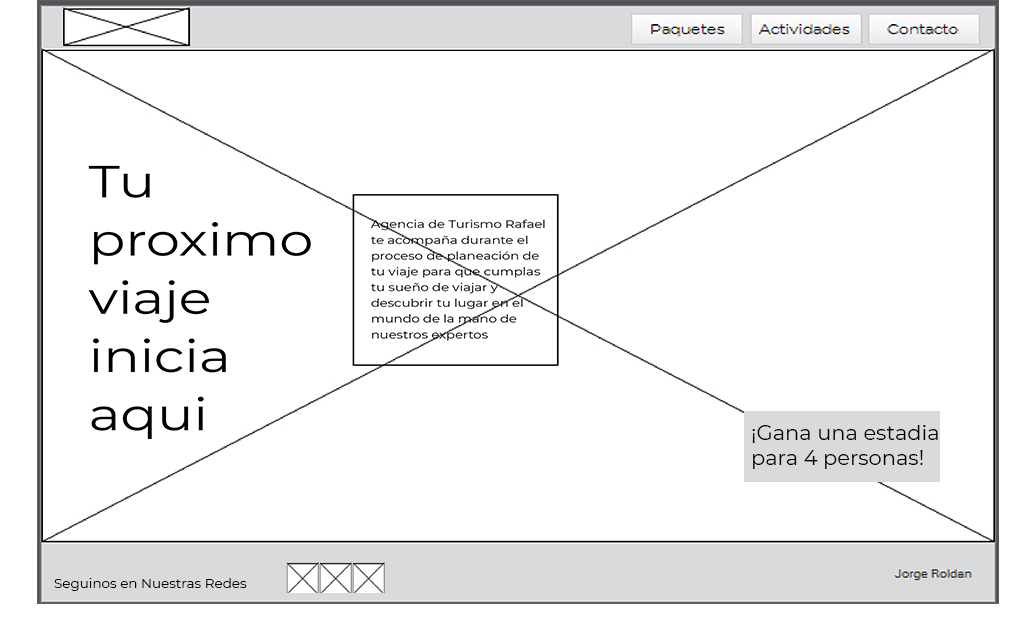 Paquetes Actividades Contacto
Tu
proximo
viaje
inicia
aqui
Agencia de Turismo Rafael
te acompaña durante el
proceso de planeación de
tu viaje para que cumplas
tu sueño de viajar y
descubrir tu lugar en el
mundo de la mano de
nuestros expertos
¡Gana una estadia
para 4 personas!
Seguinos en Nuestras Redes
Jorge Roldan